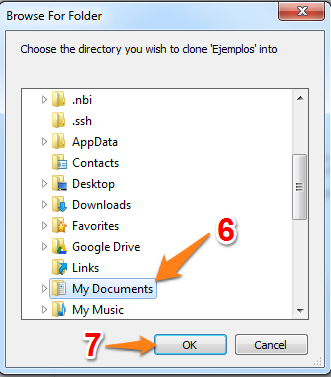 Browse For Folder
Choose the directory you wish to clone 'Ejemplos' into
.nbi
.ssh
AppData
Contacts
Desktop
Downloads
Favorites
Google Drive
Links
My Documents
My Music
6
7
OK
Cancel